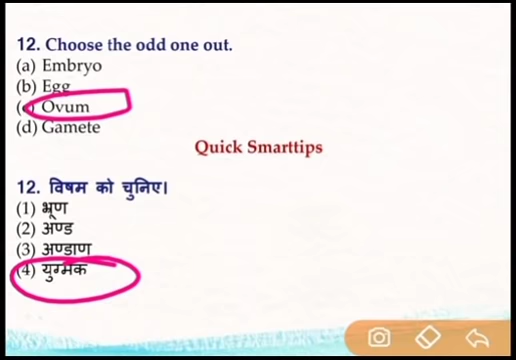 12. Choose the odd one out.
(a) Embryo
(b) Egg
(c) Ovum
(d) Gamete
Quick Smarttips
12. विषम को चुनिए।
(1) भ्रूण
(2) अण्ड
(3) अण्डाणु
(4) युग्मक